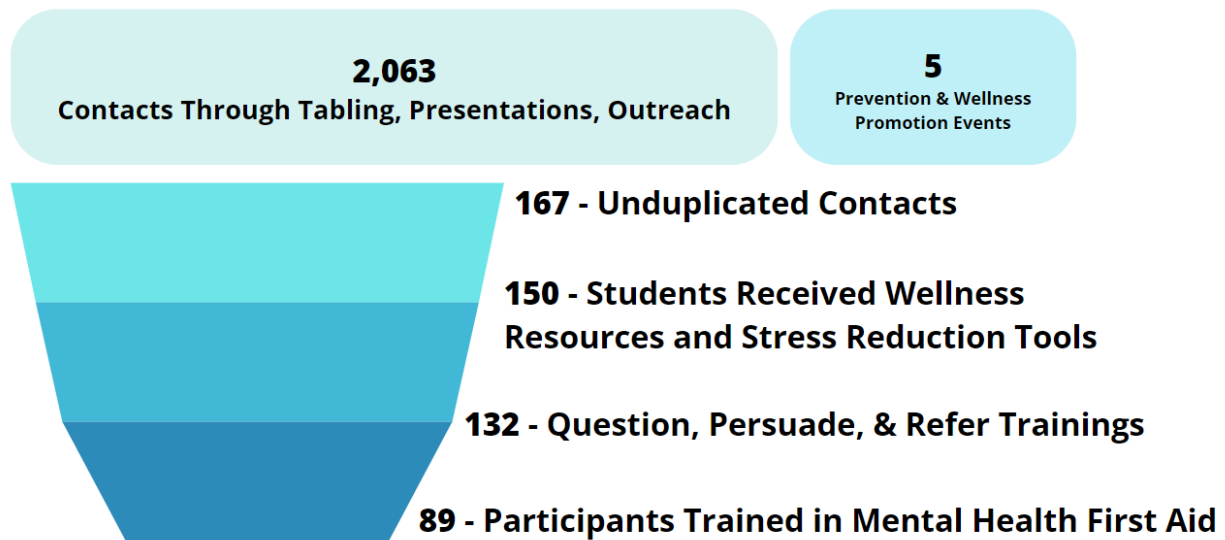 2,063
Contacts Through Tabling, Presentations, Outreach
5
Prevention & Wellness
Promotion Events
167 - Unduplicated Contacts
150 - Students Received Wellness
Resources and Stress Reduction Tools
132 - Question, Persuade, & Refer Trainings
89 - Participants Trained in Mental Health First Aid